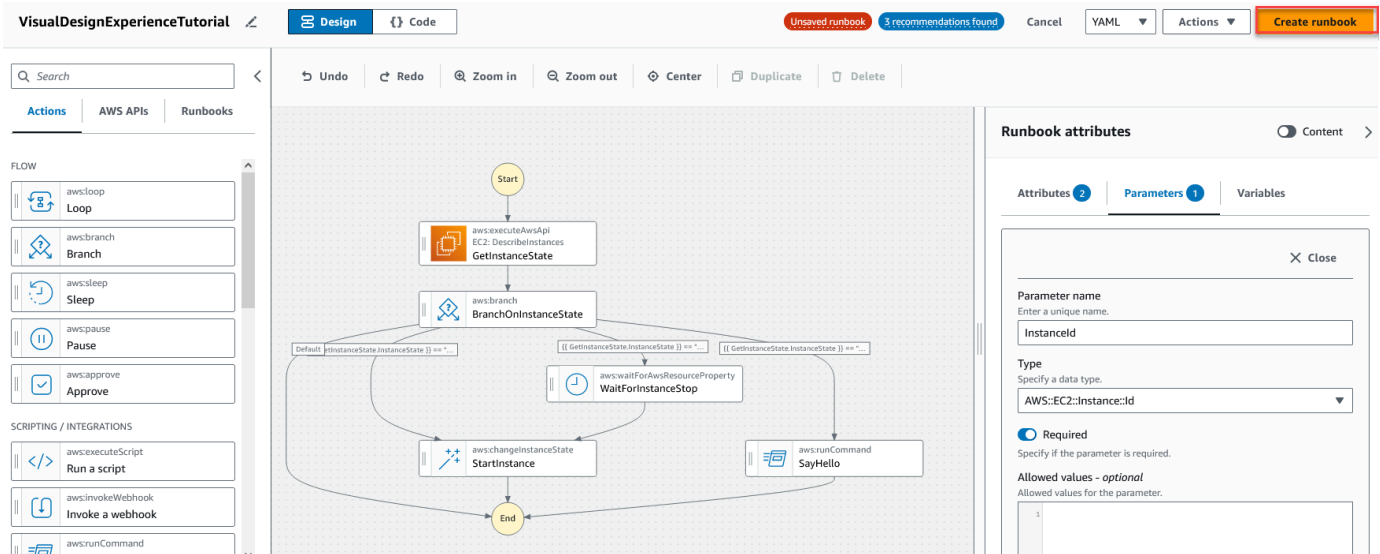 VisualDesignExperienceTutorial
Design
{} Code
Unsaved runbook
3 recommendations found
Cancel
YAML
Actions
Create runbook
Search
Undo
Redo
Zoom in
Zoom out
Center
Duplicate
Delete
Actions
AWS APIs
Runbooks
FLOW
aws:loop
Loop
aws:branch
Branch
aws:sleep
Sleep
aws:pause
Pause
aws:approve
Approve
SCRIPTING / INTEGRATIONS
aws:executeScript
Run a script
aws:invokeWebhook
Invoke a webhook
aws:runCommand
Start
aws:executeAwsApi
EC2: DescribeInstances
GetInstanceState
aws:branch
BranchOnInstanceState
Default
etInstanceState.InstanceState }} == "...
{{ GetInstanceState.InstanceState }} == "...
{{ GetInstanceState.InstanceState }} == "...
aws:waitForAwsResourceProperty
WaitForInstanceStop
aws:changeInstanceState
StartInstance
aws:runCommand
SayHello
End
Runbook attributes
Content
Attributes 2
Parameters 1
Variables
Close
Parameter name
Enter a unique name.
InstanceId
Type
Specify a data type.
AWS::EC2::Instance::Id
Required
Specify if the parameter is required.
Allowed values - optional
Allowed values for the parameter.
1